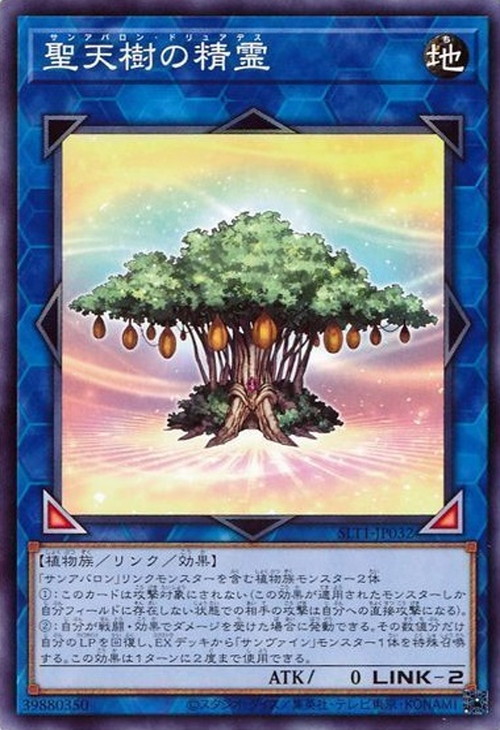 サンアバロン・ドリュアデス
聖天樹の精霊
ち
地
SLT1-JP032
【植物族／リンク／効果】
「サンアバロン」リンクモンスターを含む植物族モンスター２体
①：このカードは攻撃対象にされない（この効果が適用されたモンスターしか
自分フィールドに存在しない状態での相手の攻撃は自分への直接攻撃になる）。
②：自分が戦闘・効果でダメージを受けた場合に発動できる。その数値分だけ
自分のLPを回復し、EXデッキから「サンヴァイン」モンスター１体を特殊召喚
する。この効果は１ターンに２度まで使用できる。
ATK/ 0 LINK-2
39880350 ©スタジオ・ダイス／集英社・テレビ東京・KONAMI